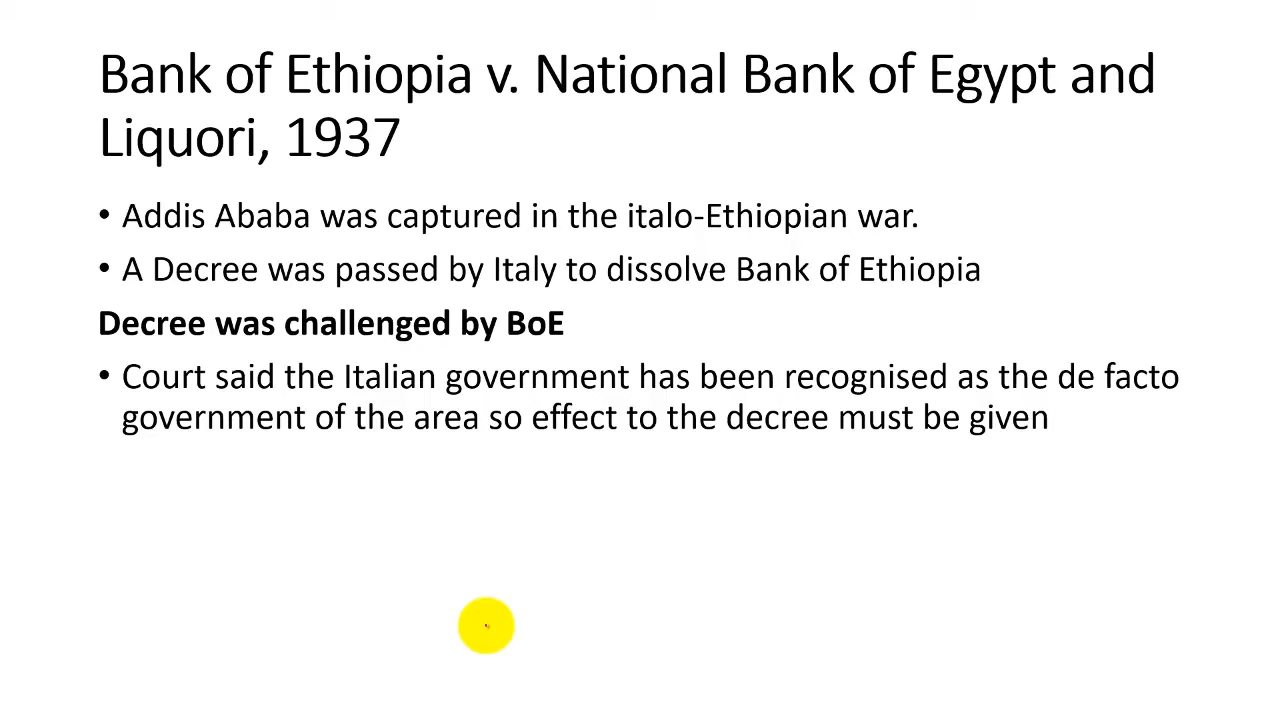 Bank of Ethiopia v. National Bank of Egypt and
Liquori, 1937
• Addis Ababa was captured in the italo-Ethiopian war.
• A Decree was passed by Italy to dissolve Bank of Ethiopia
Decree was challenged by BoE
• Court said the Italian government has been recognised as the de facto
government of the area so effect to the decree must be given